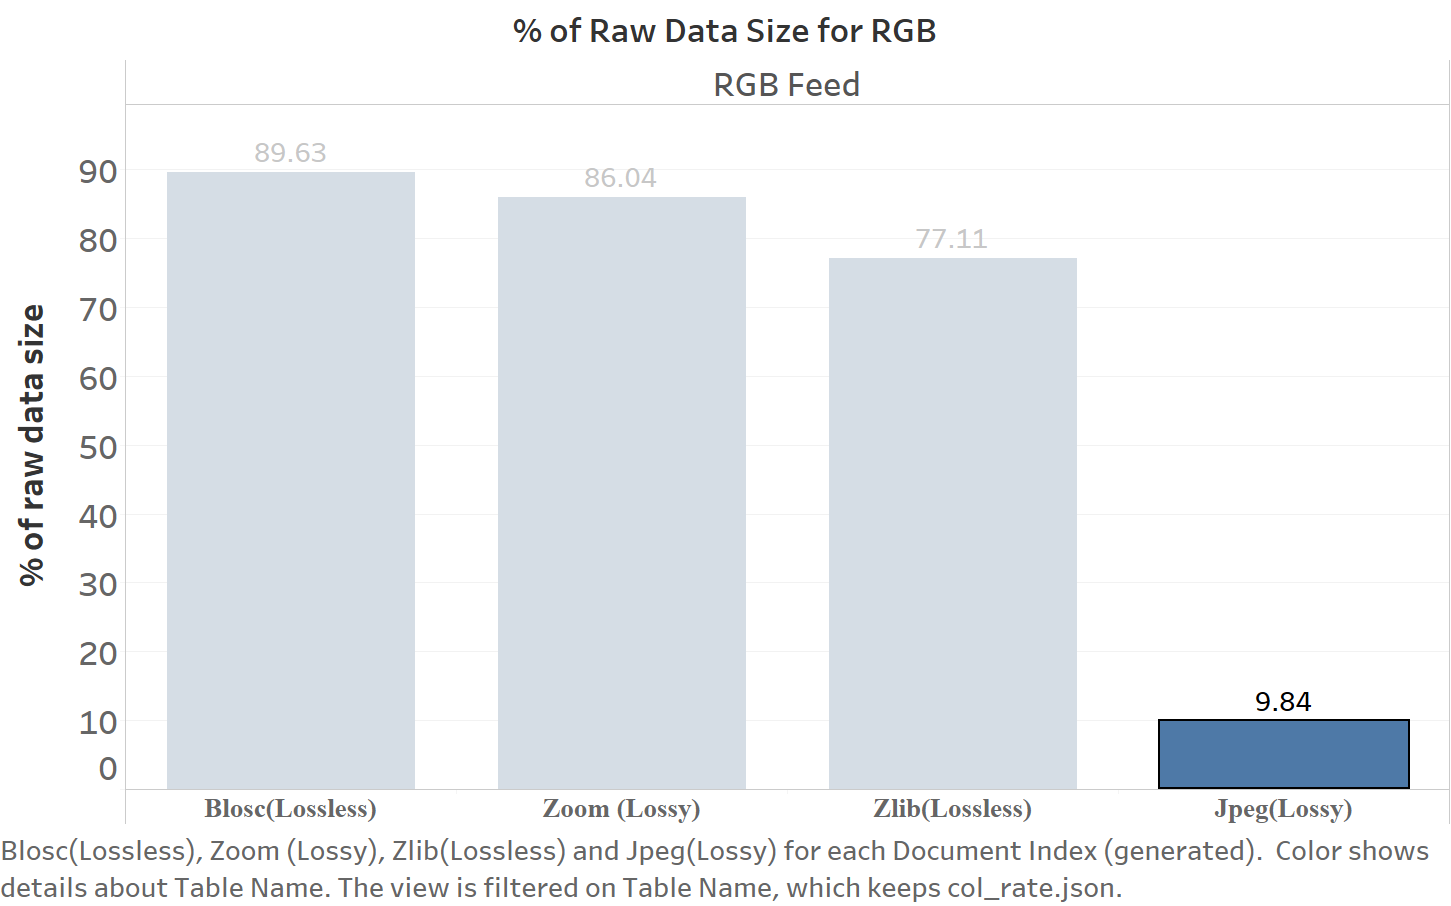 % of Raw Data Size for RGB
RGB Feed
% of raw data size
90
80
70
60
50
40
30
20
10
0
89.63
86.04
77.11
9.84
Blosc(Lossless)
Zoom (Lossy)
Zlib(Lossless)
Jpeg(Lossy)
Blosc(Lossless), Zoom (Lossy), Zlib(Lossless) and Jpeg(Lossy) for each Document Index (generated).  Color shows
details about Table Name. The view is filtered on Table Name, which keeps col_rate.json.